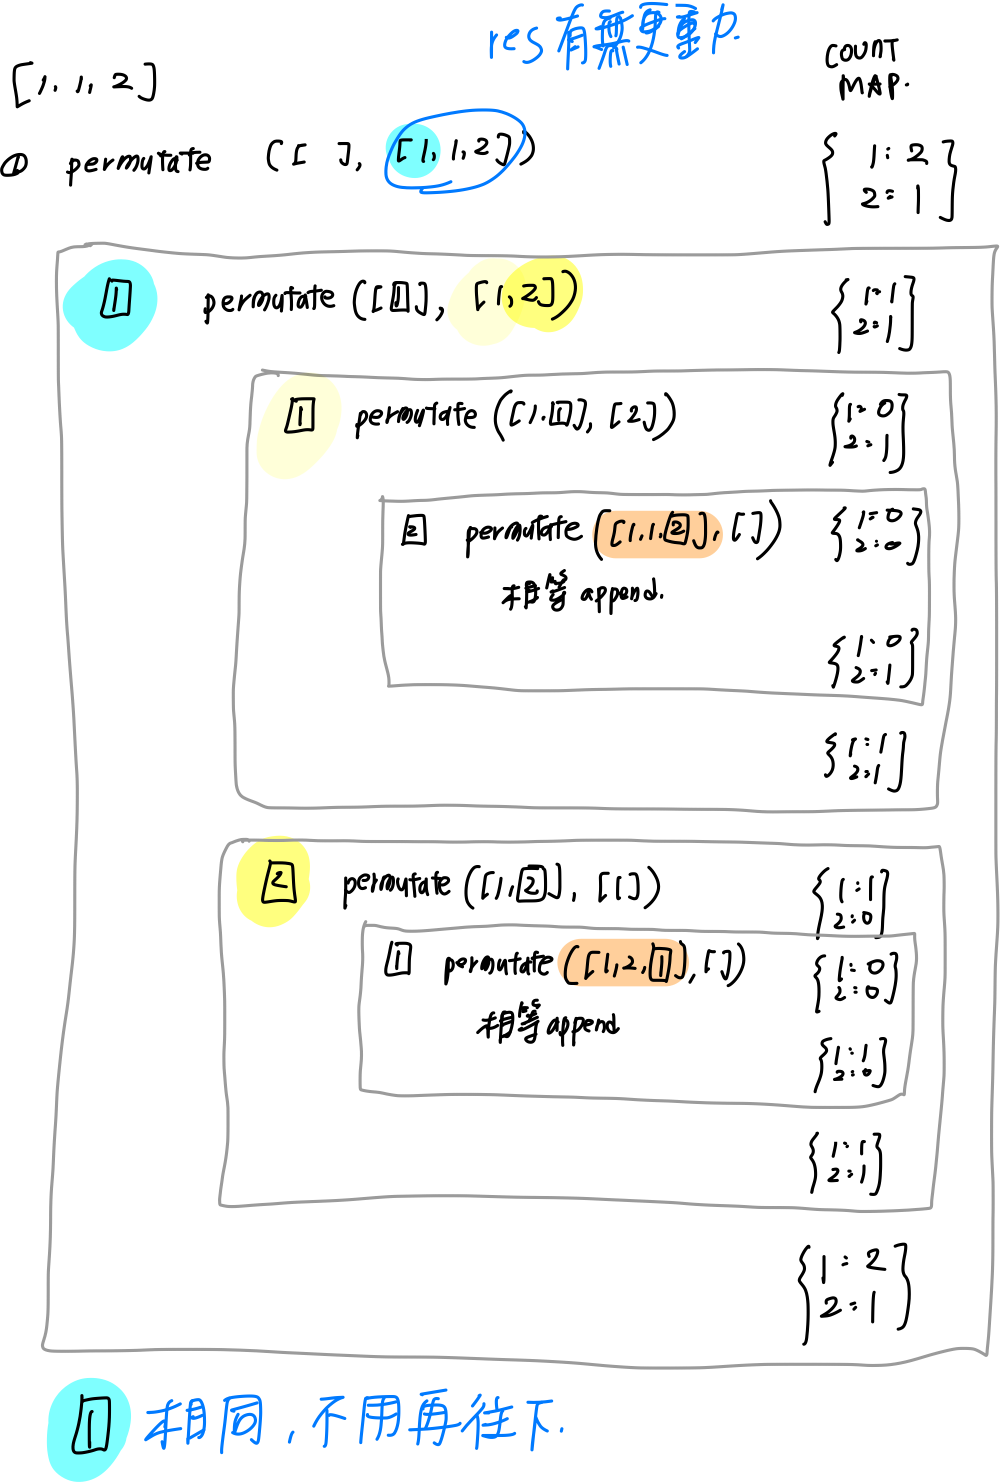 res 有無更動.
[1, 1, 2]
COUNT
MAP.
① permutate ([ ], [1, 1, 2])
{ 1: 2
2: 1 }
1 permutate ([1], [1, 2])
{ 1: 1
2: 1 }
1 permutate ([1. 1], [2])
{ 1: 0
2: 1 }
2 permutate ([1.1.2], [])
{ 1: 0
2: 0 }
相等 append.
{ 1: 0
2: 1 }
{ 1: 1
2: 1 }
2 permutate ([1, 2], [1])
{ 1: 1
2: 0 }
1 permutate ([1, 2, 1], [])
{ 1: 0
2: 0 }
相等 append
{ 1: 1
2: 0 }
{ 1: 1
2: 1 }
{ 1: 2
2: 1 }
1 相同, 不用再往下.